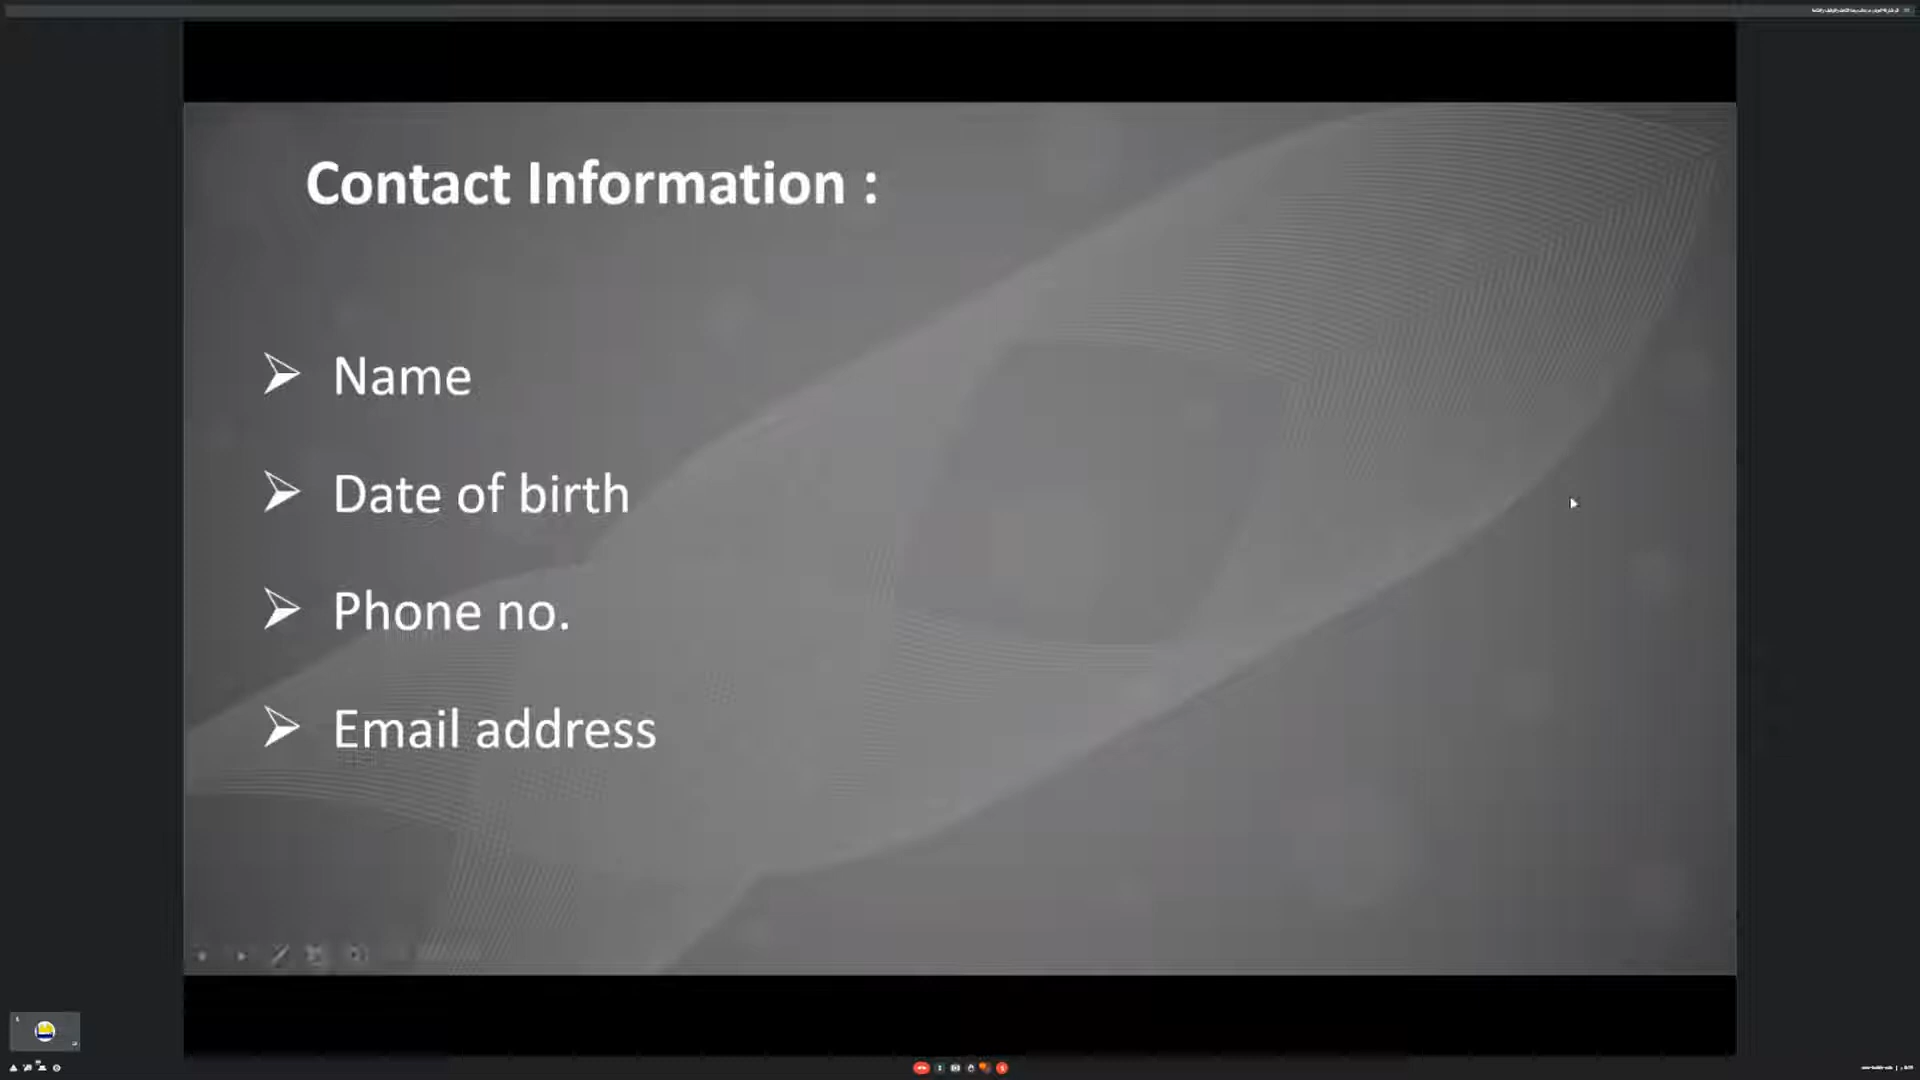 Contact Information :
Name
Date of birth
Phone no.
Email address